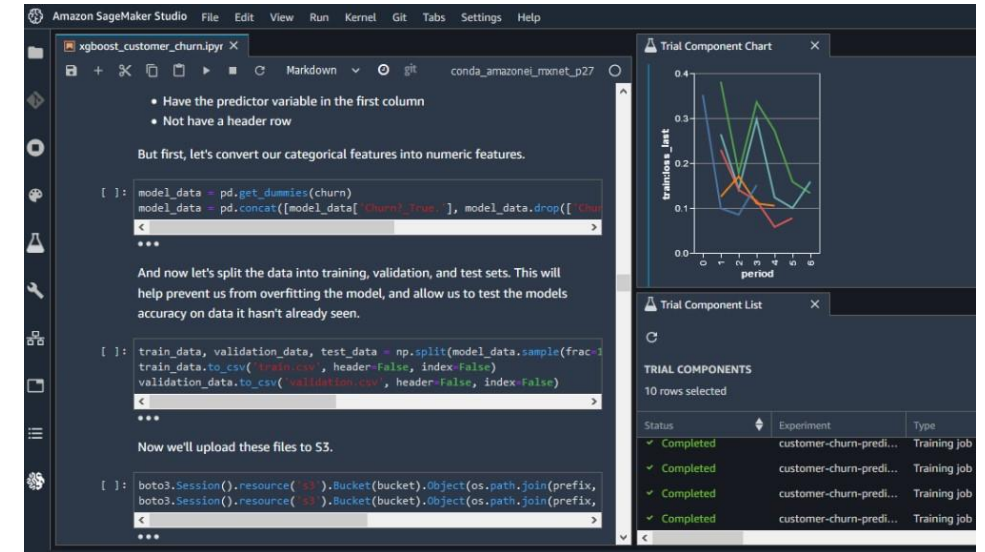 Amazon SageMaker Studio File Edit View Run Kernel Git Tabs Settings Help
xgboost_customer_churn.ipyr
Markdown git conda_amazonei_mxnet_p27
• Have the predictor variable in the first column
• Not have a header row
But first, let's convert our categorical features into numeric features.
[ ]: model_data = pd.get_dummies(churn)
model_data = pd.concat([model_data['Churn?_True.'], model_data.drop(['Chur
And now let's split the data into training, validation, and test sets. This will
help prevent us from overfitting the model, and allow us to test the models
accuracy on data it hasn't already seen.
[ ]: train_data, validation_data, test_data = np.split(model_data.sample(frac=1
train_data.to_csv('train.csv', header=False, index=False)
validation_data.to_csv('validation.csv', header=False, index=False)
Now we'll upload these files to S3.
[ ]: boto3.Session().resource('s3').Bucket(bucket).Object(os.path.join(prefix,
boto3.Session().resource('s3').Bucket(bucket).Object(os.path.join(prefix,
Trial Component Chart
train:loss_last
0.4
0.3
0.2
0.1
0.0
0 1 2 3 4 5 6
period
Trial Component List
TRIAL COMPONENTS
10 rows selected
Status Experiment Type
Completed customer-churn-predi... Training job
Completed customer-churn-predi... Training job
Completed customer-churn-predi... Training job
Completed customer-churn-predi... Training job